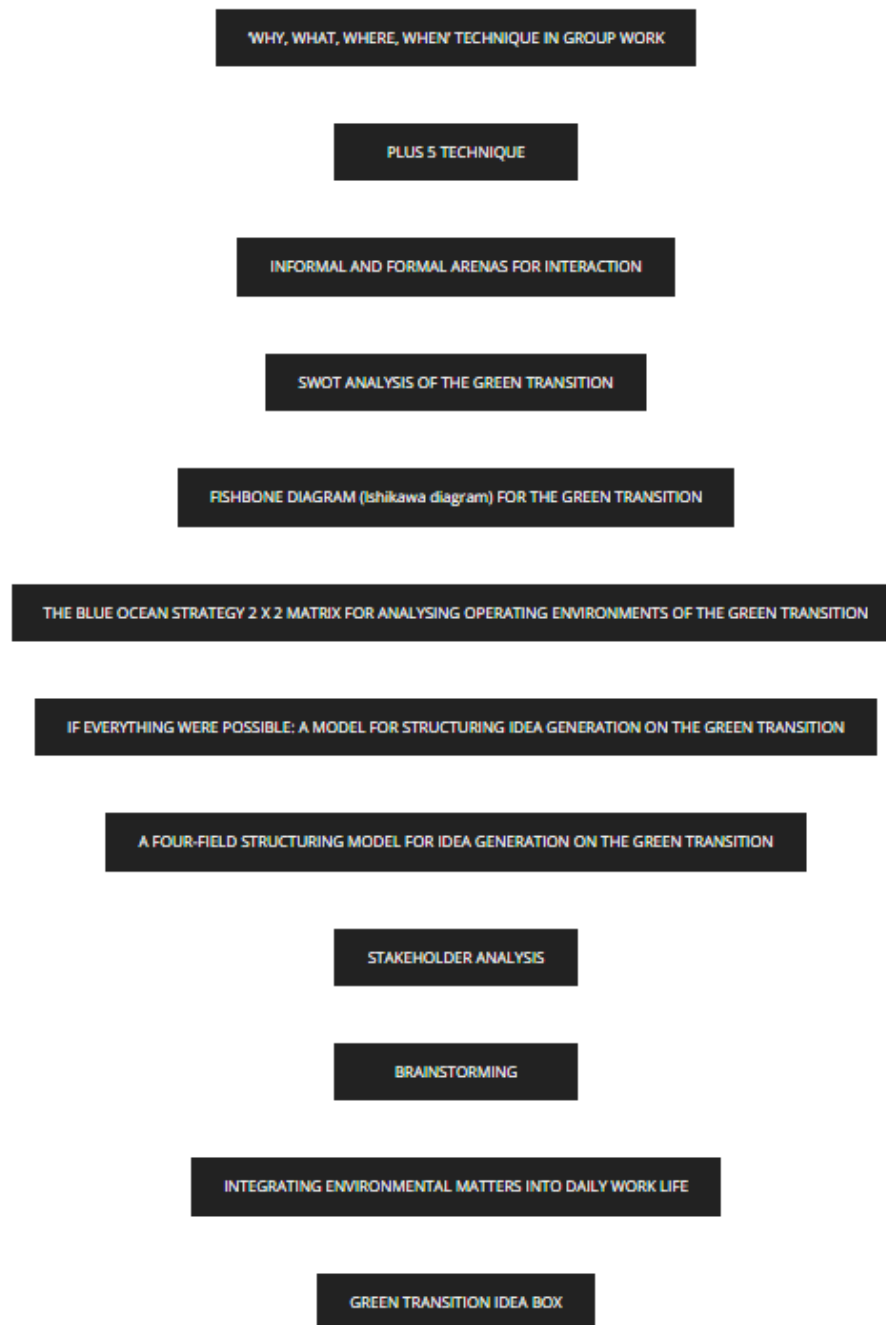 'WHY, WHAT, WHERE, WHEN' TECHNIQUE IN GROUP WORK
PLUS 5 TECHNIQUE
INFORMAL AND FORMAL ARENAS FOR INTERACTION
SWOT ANALYSIS OF THE GREEN TRANSITION
FISHBONE DIAGRAM (Ishikawa diagram) FOR THE GREEN TRANSITION
THE BLUE OCEAN STRATEGY 2 X 2 MATRIX FOR ANALYSING OPERATING ENVIRONMENTS OF THE GREEN TRANSITION
IF EVERYTHING WERE POSSIBLE: A MODEL FOR STRUCTURING IDEA GENERATION ON THE GREEN TRANSITION
A FOUR-FIELD STRUCTURING MODEL FOR IDEA GENERATION ON THE GREEN TRANSITION
STAKEHOLDER ANALYSIS
BRAINSTORMING
INTEGRATING ENVIRONMENTAL MATTERS INTO DAILY WORK LIFE
GREEN TRANSITION IDEA BOX